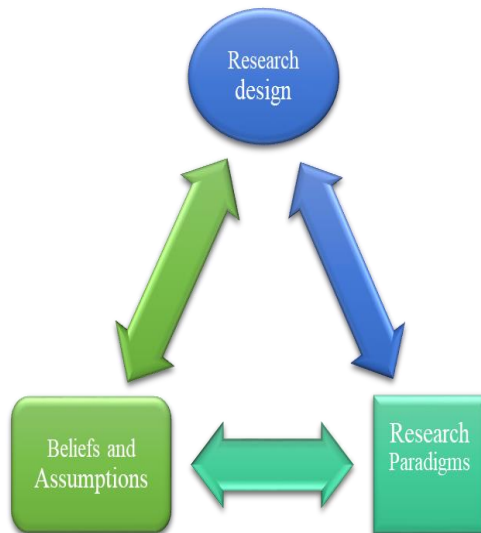 Research
design
Beliefs and
Assumptions
Research
Paradigms